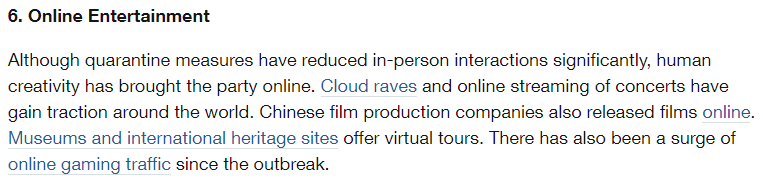 6. Online Entertainment
Although quarantine measures have reduced in-person interactions significantly, human
creativity has brought the party online. Cloud raves and online streaming of concerts have
gain traction around the world. Chinese film production companies also released films online.
Museums and international heritage sites offer virtual tours. There has also been a surge of
online gaming traffic since the outbreak.